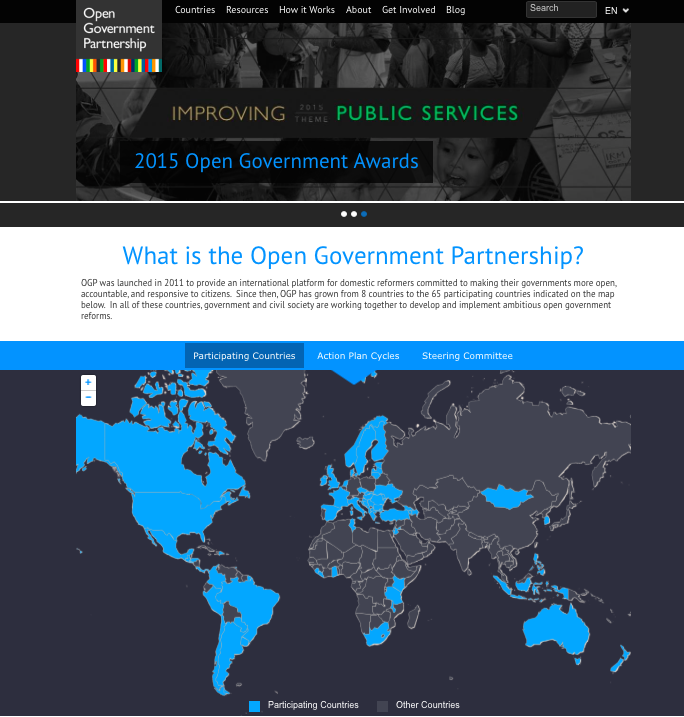 Open
Government
Partnership
Countries Resources How it Works About Get Involved Blog
Search
EN
IMPROVING 2015 THEME PUBLIC SERVICES
2015 Open Government Awards
What is the Open Government Partnership?
OGP was launched in 2011 to provide an international platform for domestic reformers committed to making their governments more open,
accountable, and responsive to citizens. Since then, OGP has grown from 8 countries to the 65 participating countries indicated on the map
below. In all of these countries, government and civil society are working together to develop and implement ambitious open government
reforms.
Participating Countries Action Plan Cycles Steering Committee
+
−
Participating Countries Other Countries